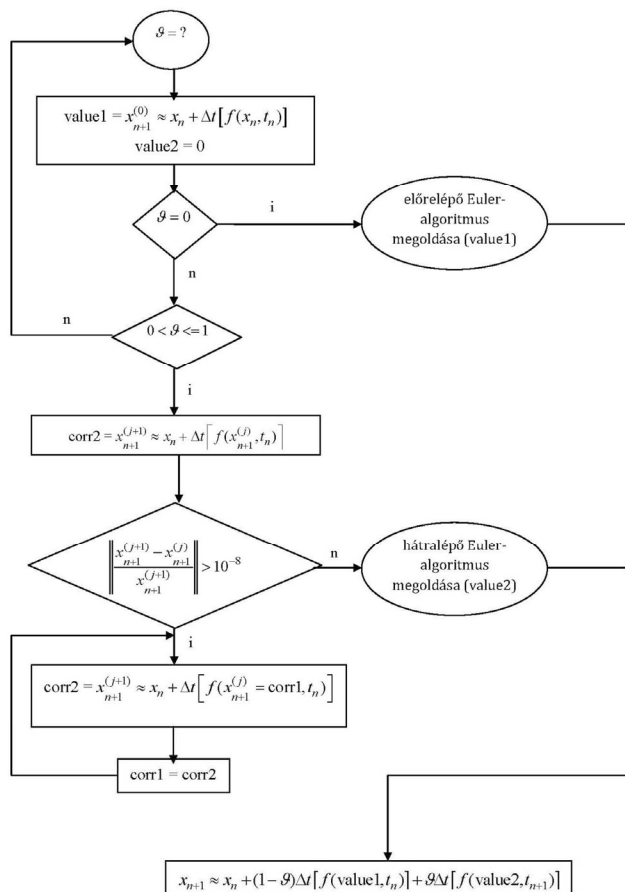 𝜗 = ?
value1 = x_{n+1}^{(0)} ≈ x_n + Δt[f(x_n, t_n)]
value2 = 0
𝜗 = 0
i
előrelépő Euler-
algoritmus
megoldása (value1)
n
n
0 < 𝜗 <= 1
i
corr2 = x_{n+1}^{(j+1)} ≈ x_n + Δt⌈f(x_{n+1}^{(j)}, t_n)⌉
‖(x_{n+1}^{(j+1)} − x_{n+1}^{(j)}) / x_{n+1}^{(j+1)}‖ > 10^{−8}
n
hátralépő Euler-
algoritmus
megoldása (value2)
i
corr2 = x_{n+1}^{(j+1)} ≈ x_n + Δt[f(x_{n+1}^{(j)} = corr1, t_n)]
corr1 = corr2
x_{n+1} ≈ x_n + (1 − 𝜗)Δt[f(value1, t_n)] + 𝜗Δt[f(value2, t_{n+1})]